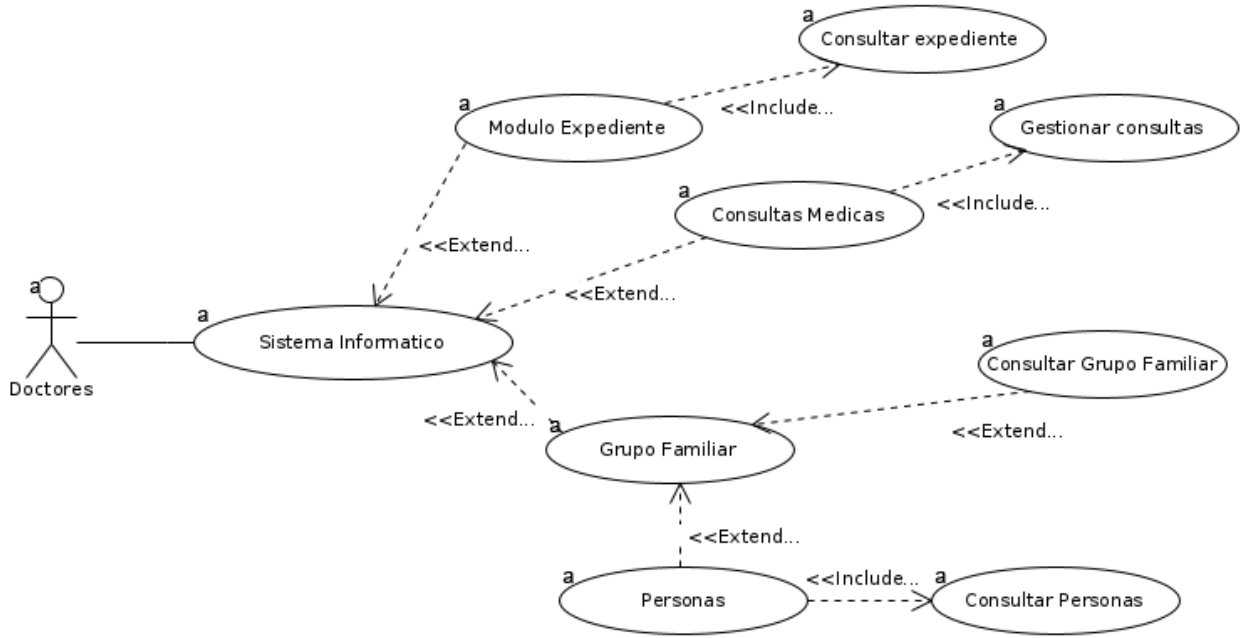 a
Consultar expediente
<<Include...
a
Modulo Expediente
a
Gestionar consultas
<<Include...
a
Consultas Medicas
<<Extend...
<<Extend...
a
Doctores
a
Sistema Informatico
a
Consultar Grupo Familiar
<<Extend...
<<Extend...
a
Grupo Familiar
<<Extend...
a
Personas
<<Include...
a
Consultar Personas